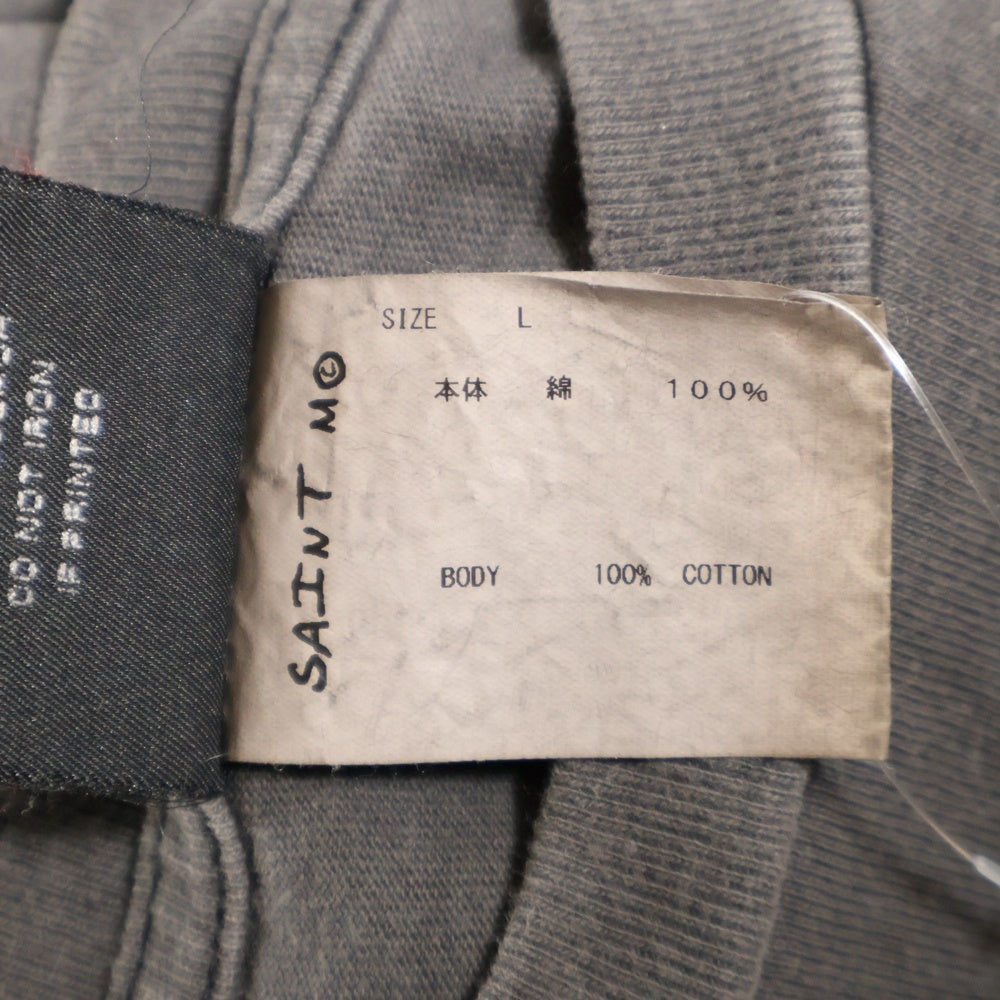 SIZE L
本体 綿 100%
BODY 100% COTTON
SAINT M©
DO NOT IRON
IF PRINTED